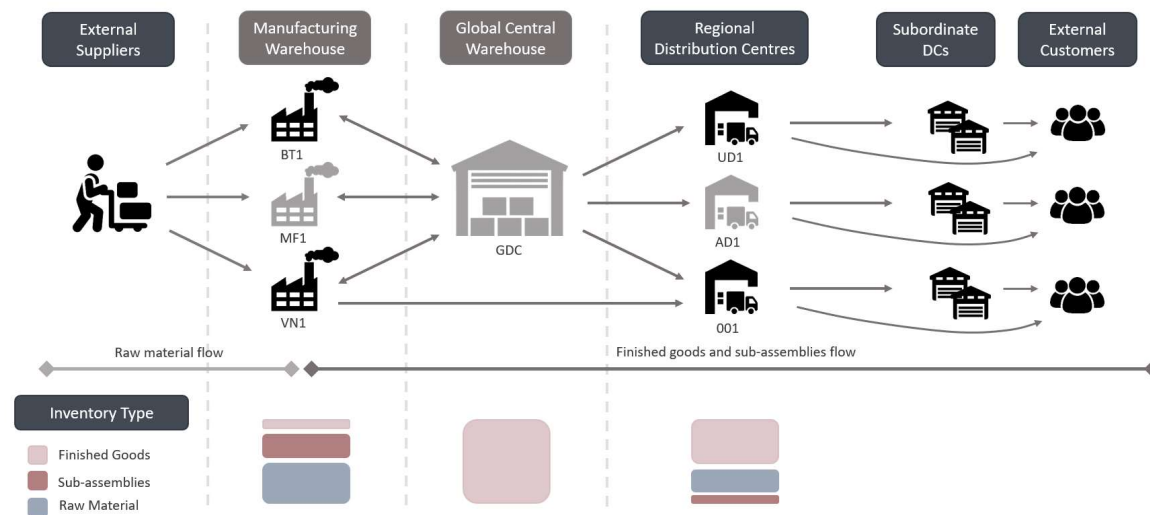 External
Suppliers
Manufacturing
Warehouse
Global Central
Warehouse
Regional
Distribution Centres
Subordinate
DCs
External
Customers
BT1
MF1
VN1
GDC
UD1
AD1
001
Raw material flow
Finished goods and sub-assemblies flow
Inventory Type
Finished Goods
Sub-assemblies
Raw Material